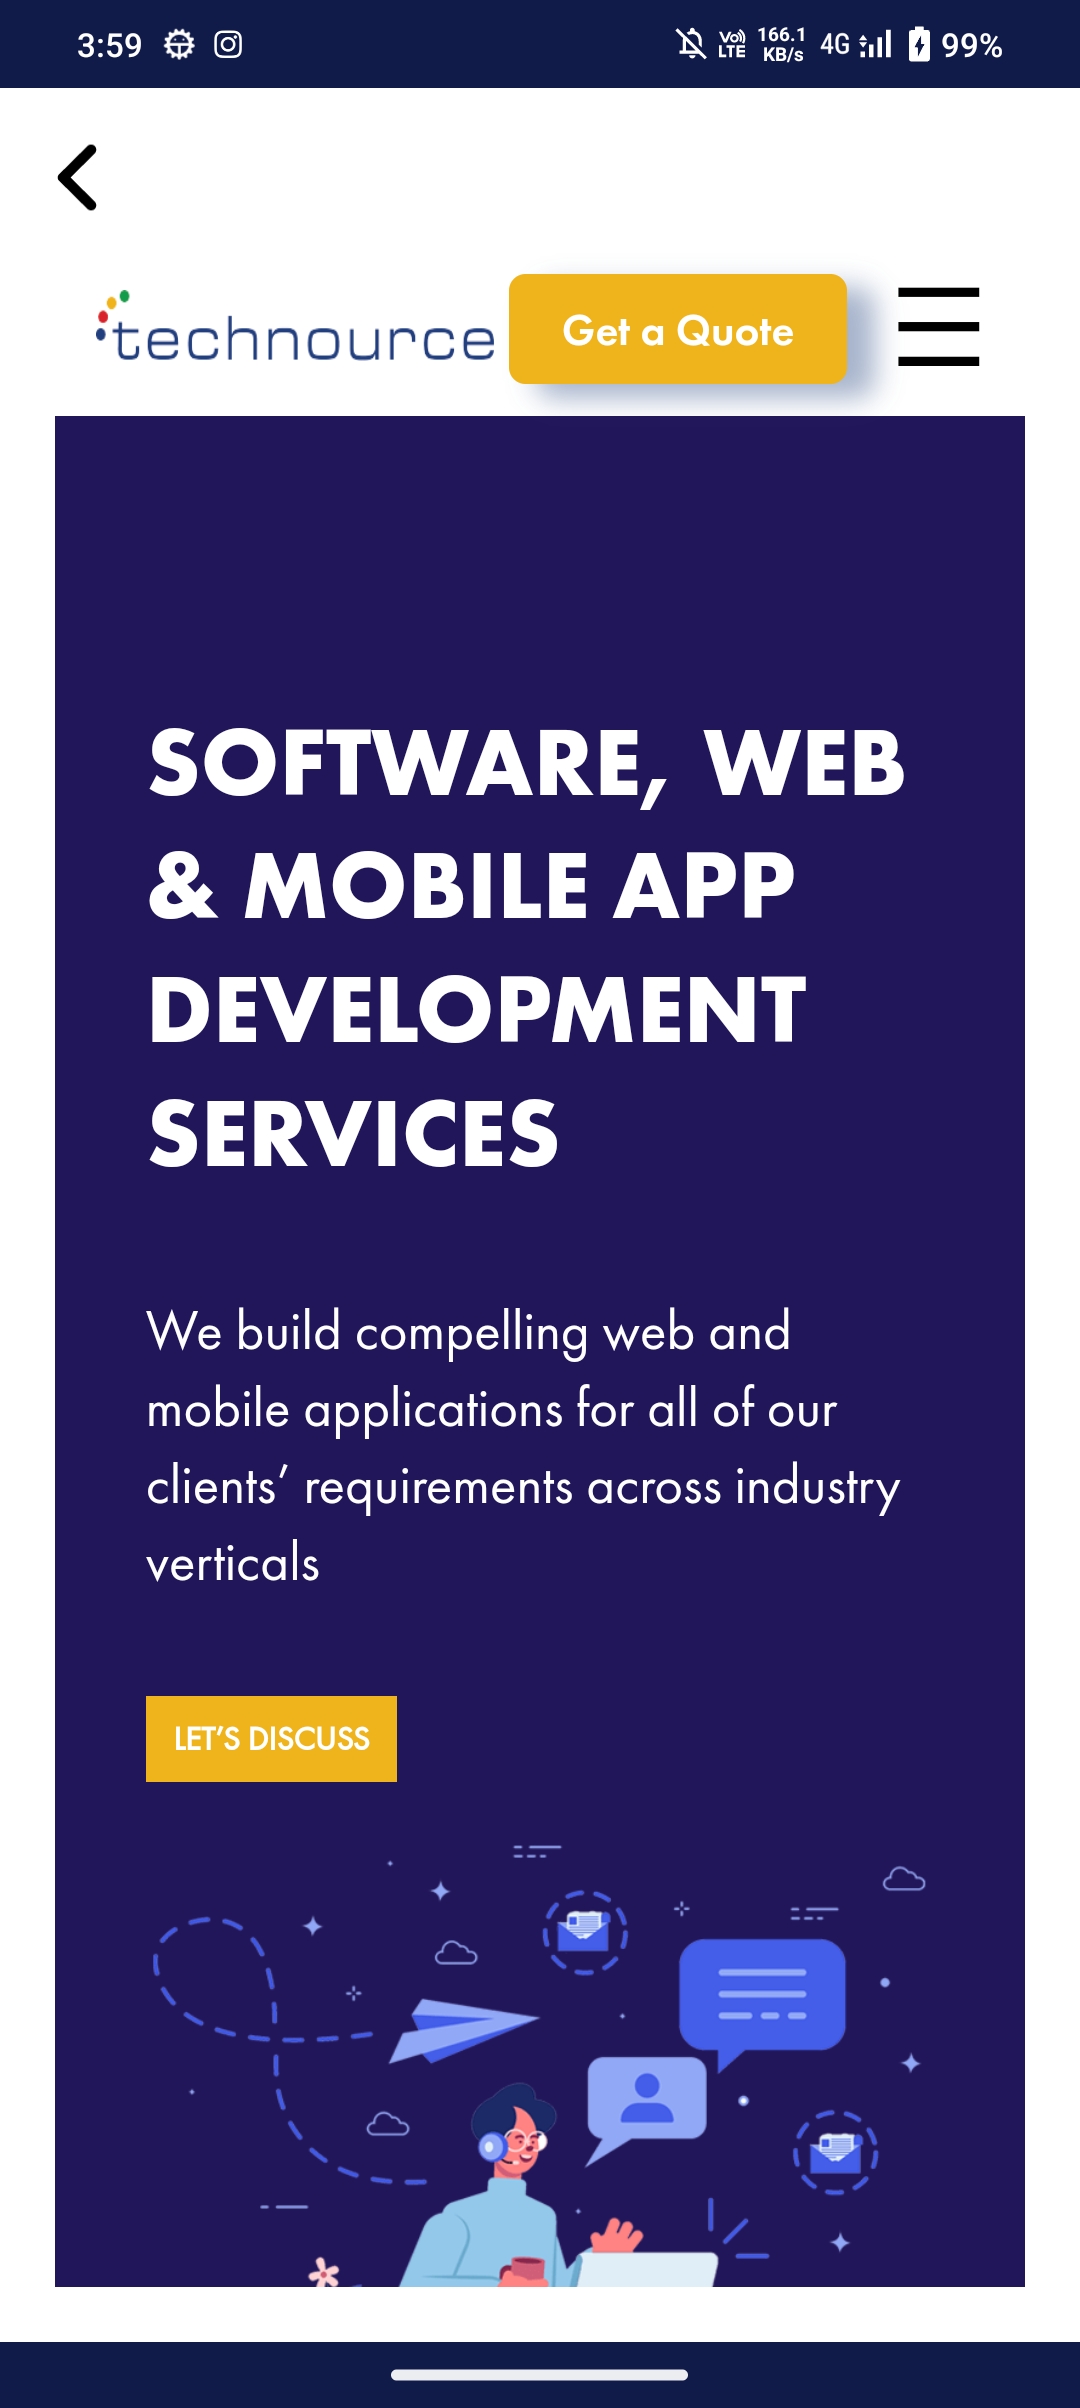 3:59
Vo)) LTE
166.1 KB/s
4G
99%
technource
Get a Quote
SOFTWARE, WEB
& MOBILE APP
DEVELOPMENT
SERVICES
We build compelling web and
mobile applications for all of our
clients’ requirements across industry
verticals
LET’S DISCUSS